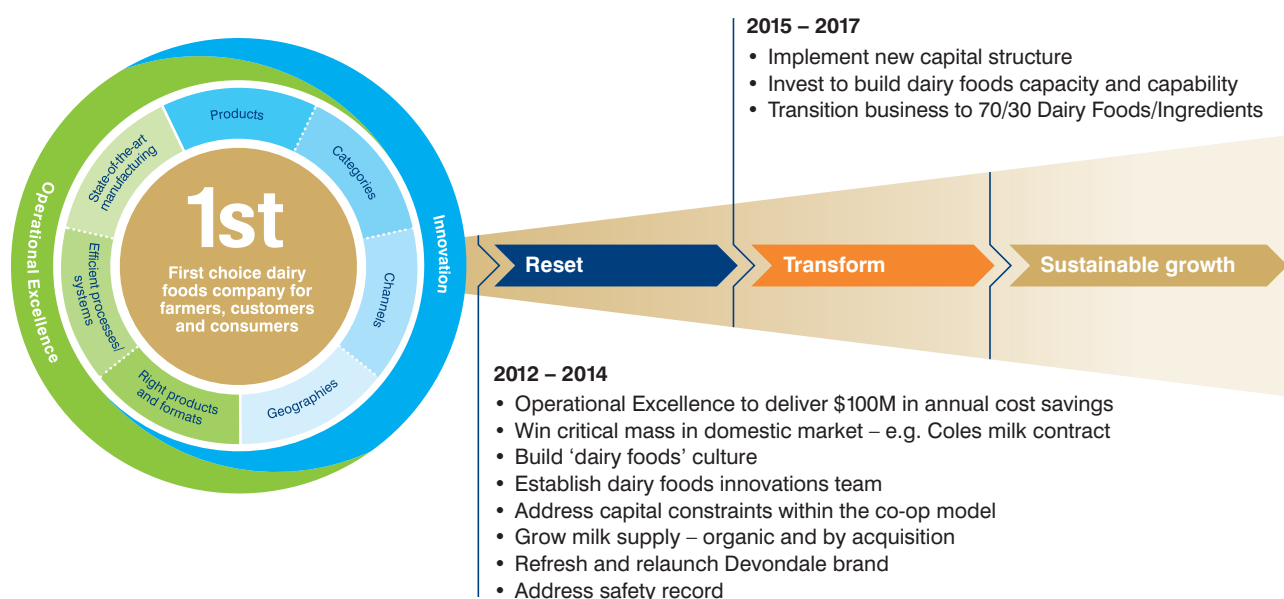 Operational Excellence
Innovation
Products
Categories
Channels
Geographies
Right products
and formats
Efficient processes/
systems
State-of-the-art
manufacturing
1st
First choice dairy
foods company for
farmers, customers
and consumers
2015 – 2017
• Implement new capital structure
• Invest to build dairy foods capacity and capability
• Transition business to 70/30 Dairy Foods/Ingredients
Reset
Transform
Sustainable growth
2012 – 2014
• Operational Excellence to deliver $100M in annual cost savings
• Win critical mass in domestic market – e.g. Coles milk contract
• Build ‘dairy foods’ culture
• Establish dairy foods innovations team
• Address capital constraints within the co-op model
• Grow milk supply – organic and by acquisition
• Refresh and relaunch Devondale brand
• Address safety record